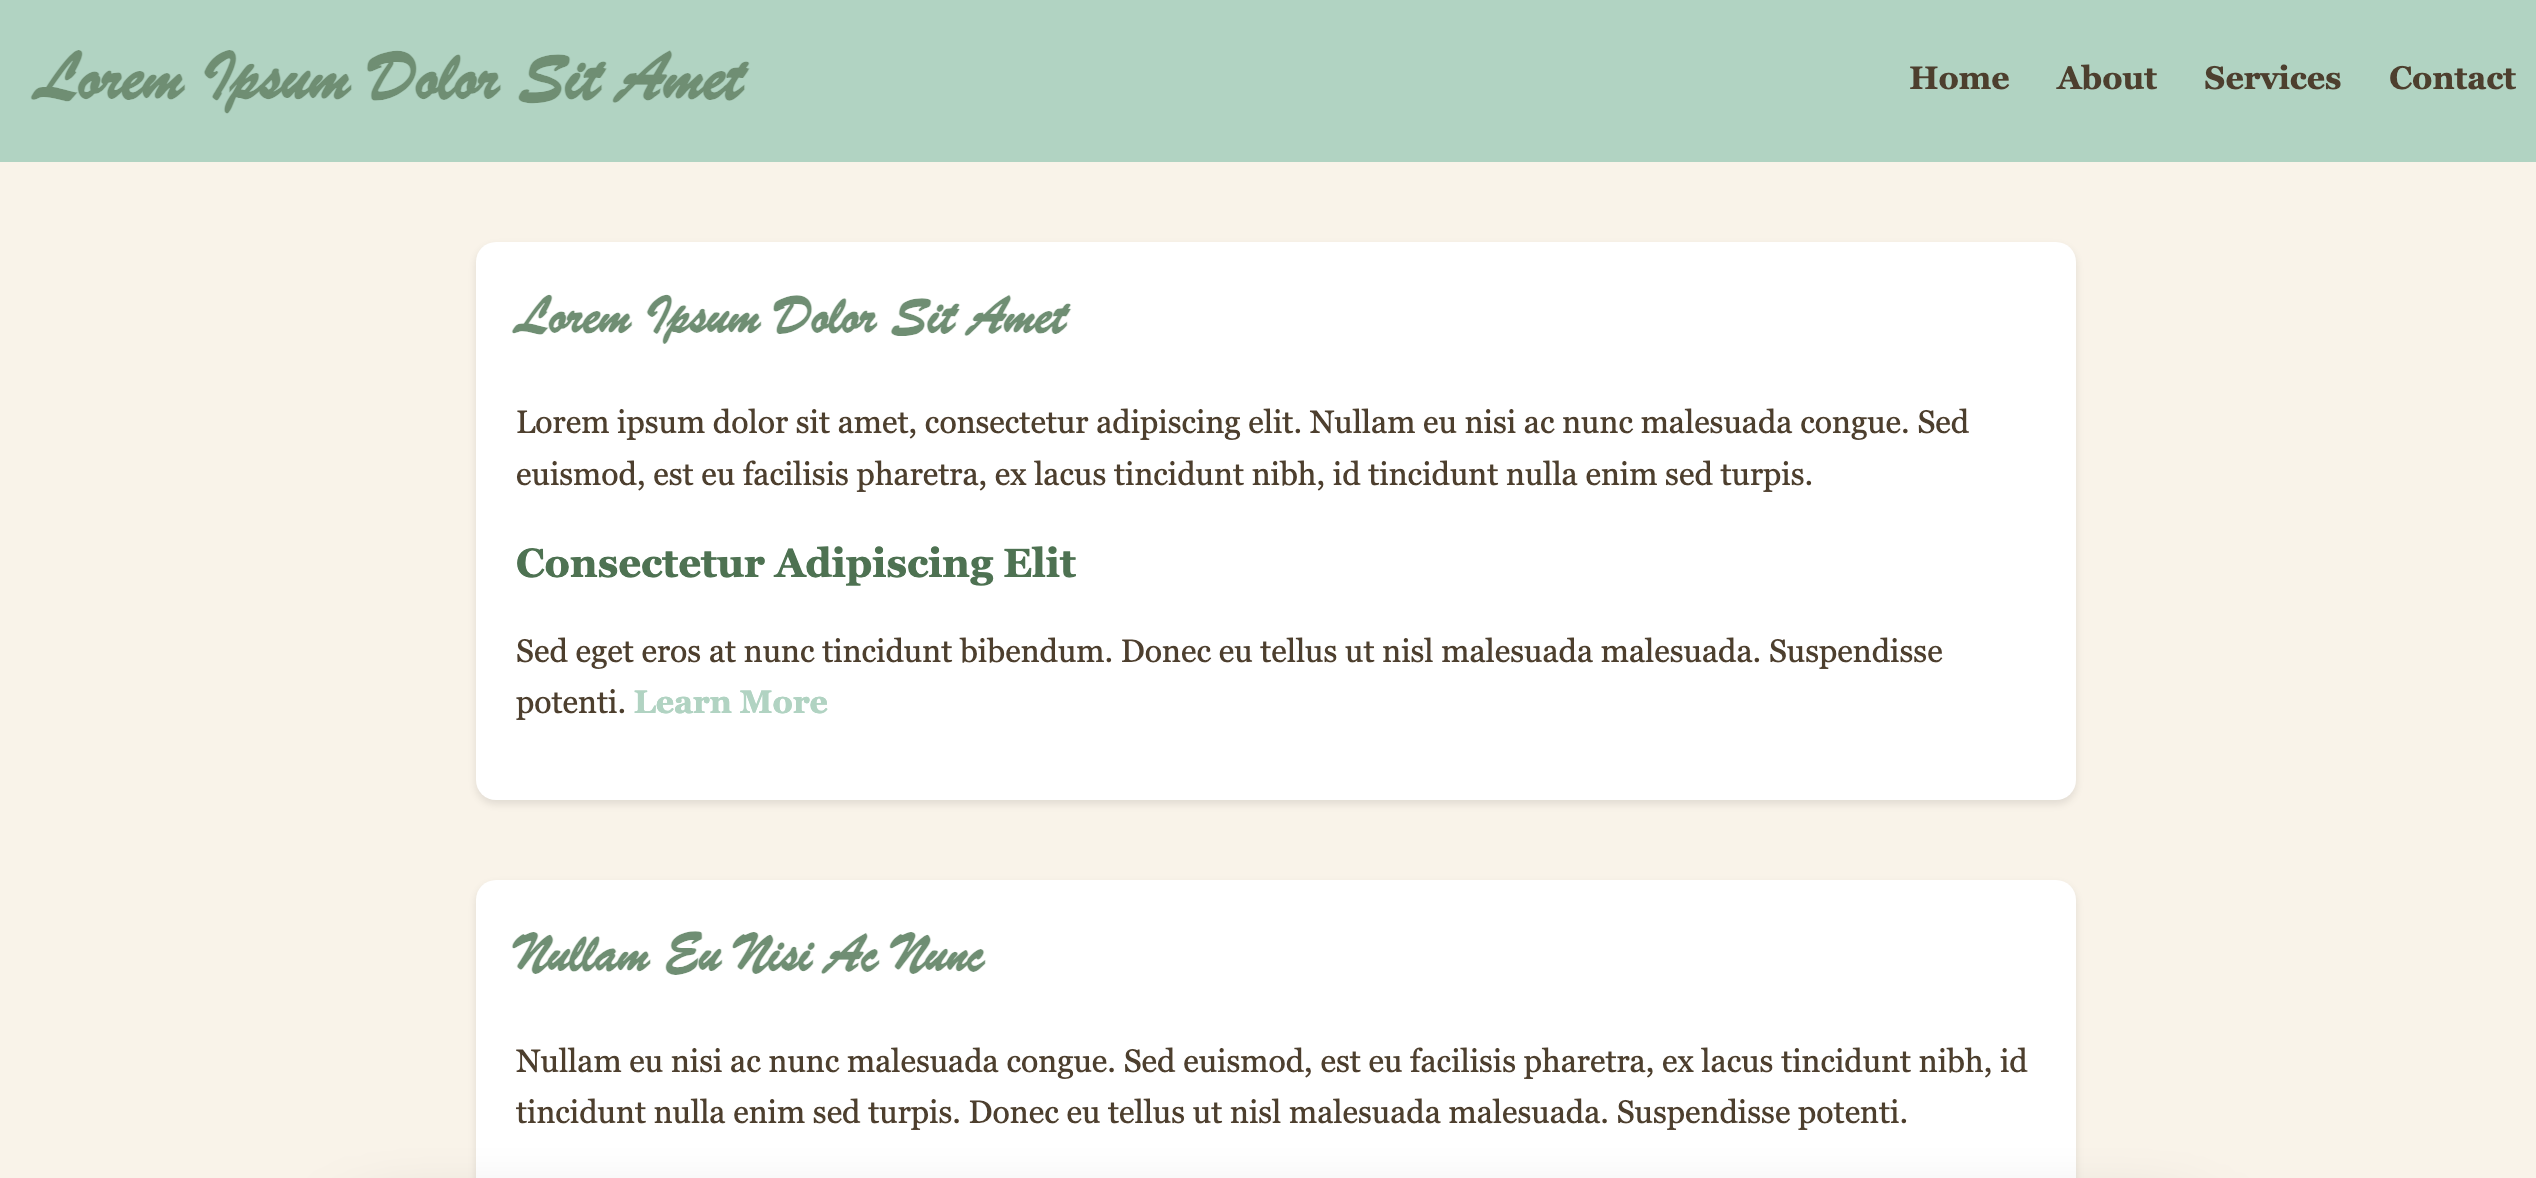 Lorem Ipsum Dolor Sit Amet
Home About Services Contact
Lorem Ipsum Dolor Sit Amet
Lorem ipsum dolor sit amet, consectetur adipiscing elit. Nullam eu nisi ac nunc malesuada congue. Sed
euismod, est eu facilisis pharetra, ex lacus tincidunt nibh, id tincidunt nulla enim sed turpis.
Consectetur Adipiscing Elit
Sed eget eros at nunc tincidunt bibendum. Donec eu tellus ut nisl malesuada malesuada. Suspendisse
potenti. Learn More
Nullam Eu Nisi Ac Nunc
Nullam eu nisi ac nunc malesuada congue. Sed euismod, est eu facilisis pharetra, ex lacus tincidunt nibh, id
tincidunt nulla enim sed turpis. Donec eu tellus ut nisl malesuada malesuada. Suspendisse potenti.